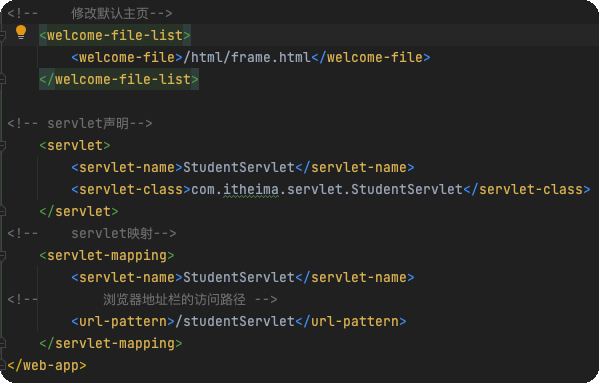 <!--    修改默认主页-->
    <welcome-file-list>
        <welcome-file>/html/frame.html</welcome-file>
    </welcome-file-list>

<!-- servlet声明-->
    <servlet>
        <servlet-name>StudentServlet</servlet-name>
        <servlet-class>com.itheima.servlet.StudentServlet</servlet-class>
    </servlet>
<!--    servlet映射-->
    <servlet-mapping>
        <servlet-name>StudentServlet</servlet-name>
<!--        浏览器地址栏的访问路径 -->
        <url-pattern>/studentServlet</url-pattern>
    </servlet-mapping>
</web-app>